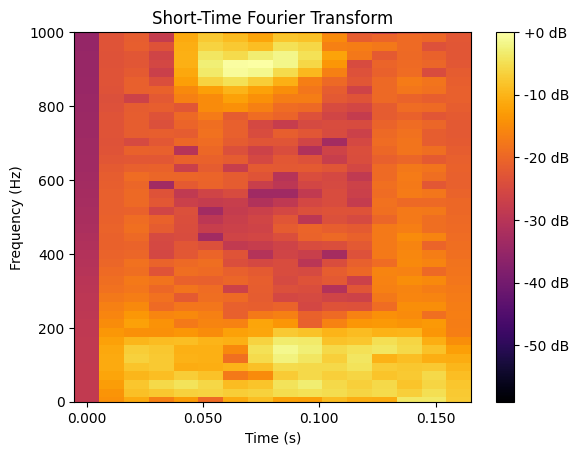 Short-Time Fourier Transform
1000
800
600
400
200
0
Frequency (Hz)
0.000
0.050
0.100
0.150
Time (s)
+0 dB
-10 dB
-20 dB
-30 dB
-40 dB
-50 dB